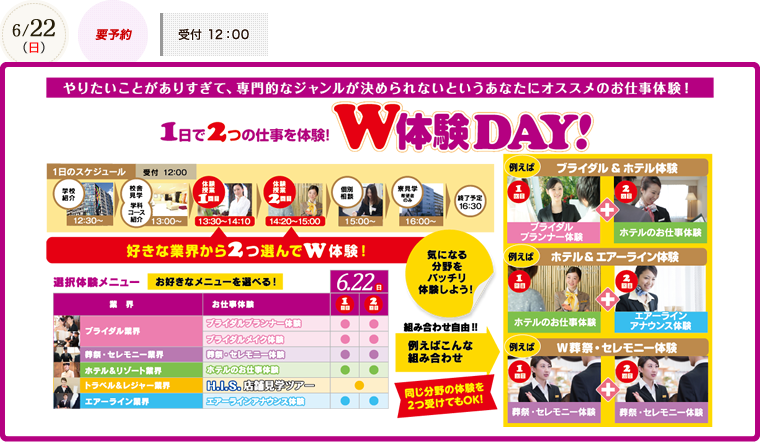 6/22
（日）
要予約
受付 12：00
やりたいことがありすぎて、専門的なジャンルが決められないというあなたにオススメのお仕事体験！
1日で2つの仕事を体験！
W体験DAY！
1日のスケジュール
受付 12:00
学校
紹介
12:30～
校舎
見学
学科
コース
紹介
13:00～
体験
授業
1回目
13:30～14:10
体験
授業
2回目
14:20～15:00
個別
相談
15:00～
寮見学
希望者
のみ
16:00～
終了予定
16:30
好きな業界から2つ選んでW体験！
気になる
分野を
バッチリ
体験しよう！
選択体験メニュー
お好きなメニューを選べる！
6.22日
業 界
お仕事体験
1回目
2回目
ブライダル業界
ブライダルプランナー体験
ブライダルメイク体験
葬祭・セレモニー業界
葬祭・セレモニー体験
ホテル&リゾート業界
ホテルのお仕事体験
トラベル&レジャー業界
H.I.S.店舗見学ツアー
エアーライン業界
エアーラインアナウンス体験
組み合わせ自由!!
例えばこんな
組み合わせ
同じ分野の体験を
2つ受けてもOK！
例えば
ブライダル & ホテル体験
1回目
ブライダル
プランナー体験
2回目
ホテルのお仕事体験
例えば
ホテル & エアーライン体験
1回目
ホテルのお仕事体験
2回目
エアーライン
アナウンス体験
例えば
W葬祭・セレモニー体験
1回目
葬祭・セレモニー体験
2回目
葬祭・セレモニー体験